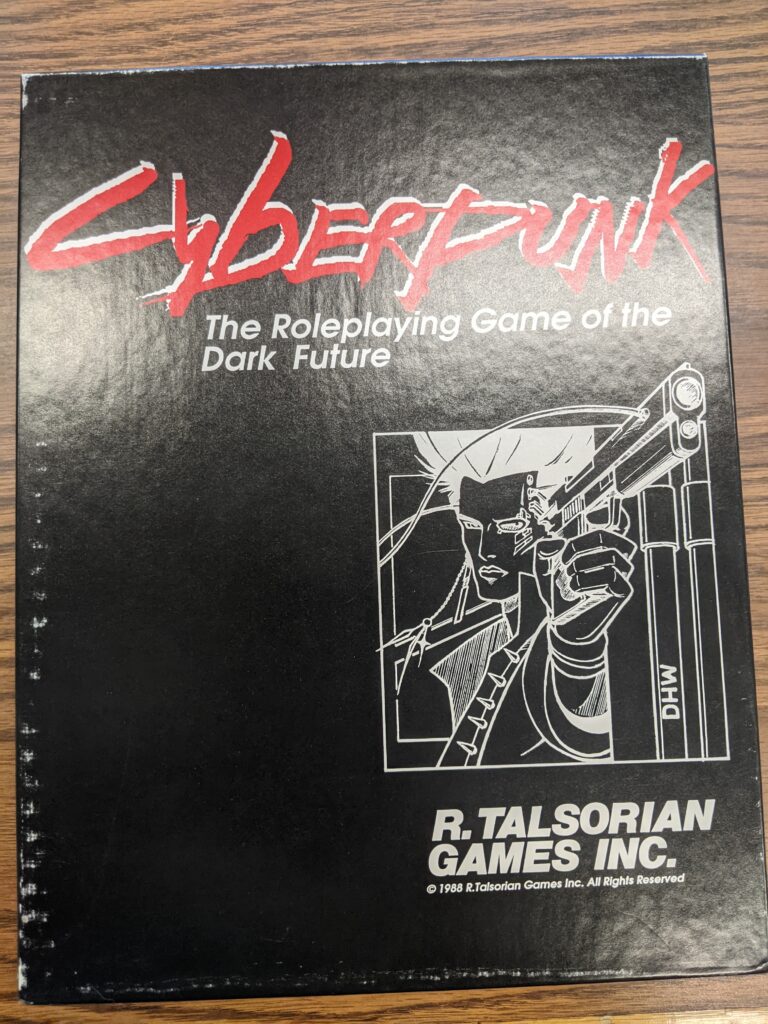 Cyberpunk
The Roleplaying Game of the
Dark Future
DHW
R. TALSORIAN
GAMES INC.
© 1988 R.Talsorian Games Inc. All Rights Reserved